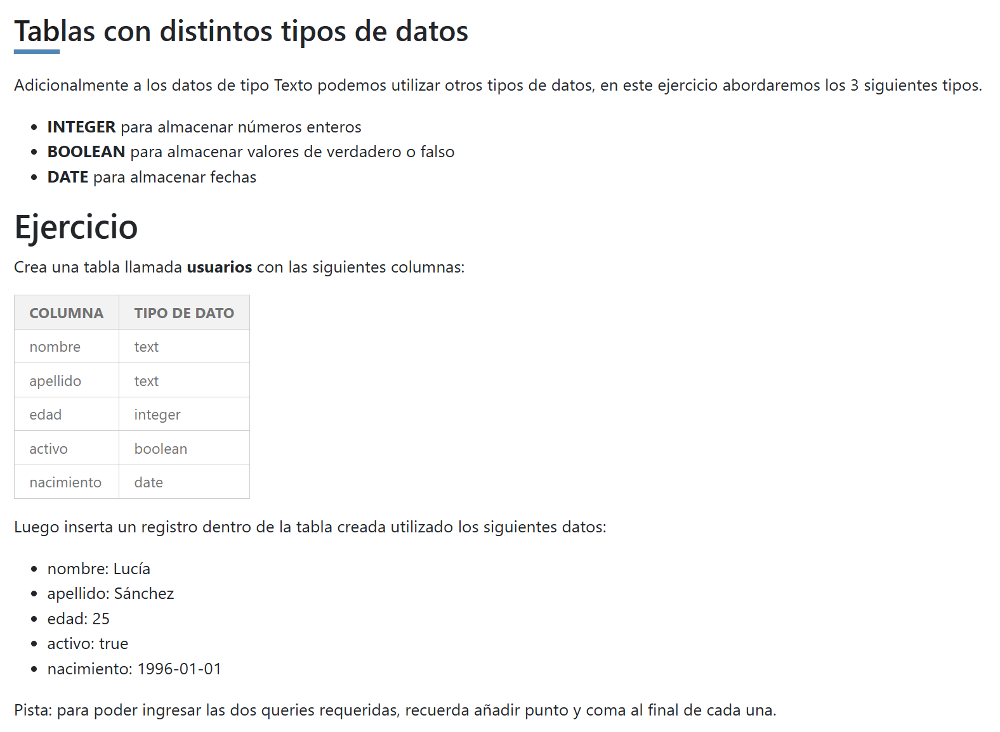 Tablas con distintos tipos de datos
Adicionalmente a los datos de tipo Texto podemos utilizar otros tipos de datos, en este ejercicio abordaremos los 3 siguientes tipos.
INTEGER para almacenar números enteros
BOOLEAN para almacenar valores de verdadero o falso
DATE para almacenar fechas
Ejercicio
Crea una tabla llamada usuarios con las siguientes columnas:
COLUMNA TIPO DE DATO
nombre text
apellido text
edad integer
activo boolean
nacimiento date
Luego inserta un registro dentro de la tabla creada utilizado los siguientes datos:
nombre: Lucía
apellido: Sánchez
edad: 25
activo: true
nacimiento: 1996-01-01
Pista: para poder ingresar las dos queries requeridas, recuerda añadir punto y coma al final de cada una.